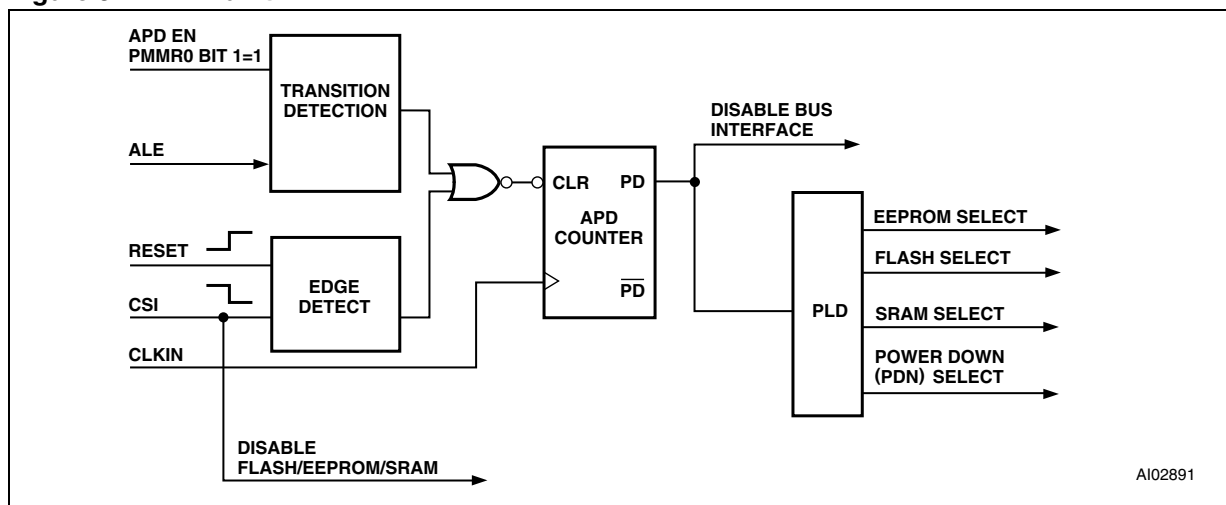 APD EN
PMMR0 BIT 1=1
TRANSITION
DETECTION
ALE
RESET
CSI
EDGE
DETECT
CLKIN
DISABLE
FLASH/EEPROM/SRAM
CLR
PD
APD
COUNTER
PD
DISABLE BUS
INTERFACE
PLD
EEPROM SELECT
FLASH SELECT
SRAM SELECT
POWER DOWN
(PDN) SELECT
AI02891